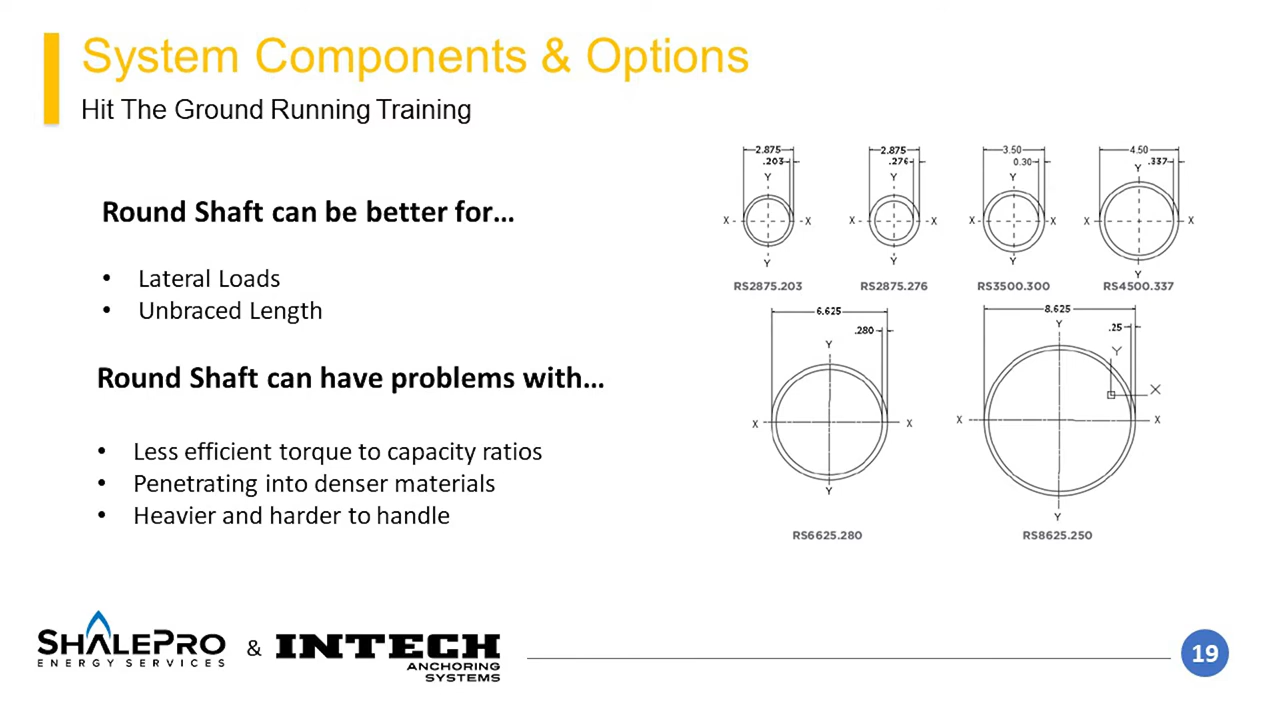 System Components & Options
Hit The Ground Running Training
Round Shaft can be better for...
• Lateral Loads
• Unbraced Length
Round Shaft can have problems with...
• Less efficient torque to capacity ratios
• Penetrating into denser materials
• Heavier and harder to handle
2.875
.203
Y
X X
Y
RS2875.203
2.875
.276
Y
X X
Y
RS2875.276
3.50
0.30
Y
X X
Y
RS3500.300
4.50
.337
Y
X X
Y
RS4500.337
6.625
.280
Y
X X
Y
RS6625.280
8.625
.25
Y
Y
X
X X
Y
RS8625.250
SHALEPRO
ENERGY SERVICES
&
INTECH
ANCHORING
SYSTEMS
19